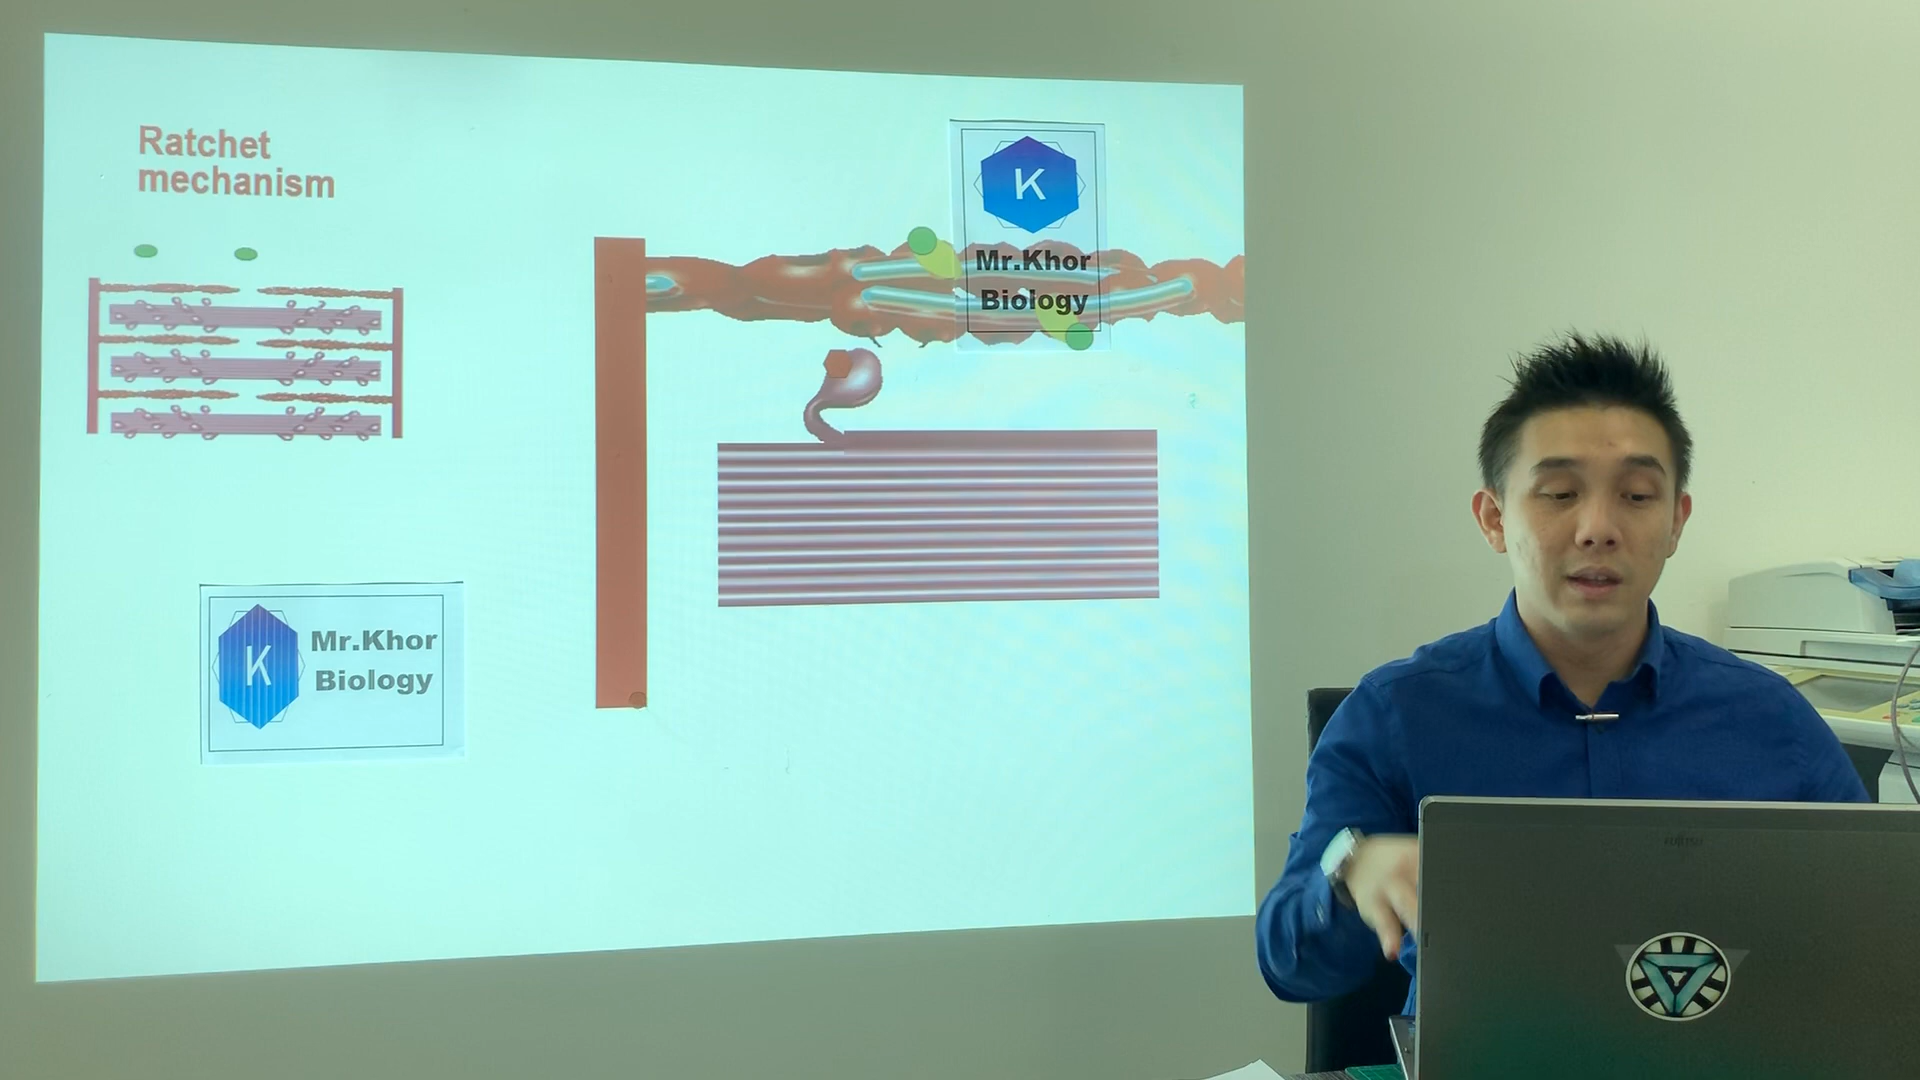 Ratchet
mechanism
K
Mr.Khor
Biology
K
Mr.Khor
Biology
FUJITSU